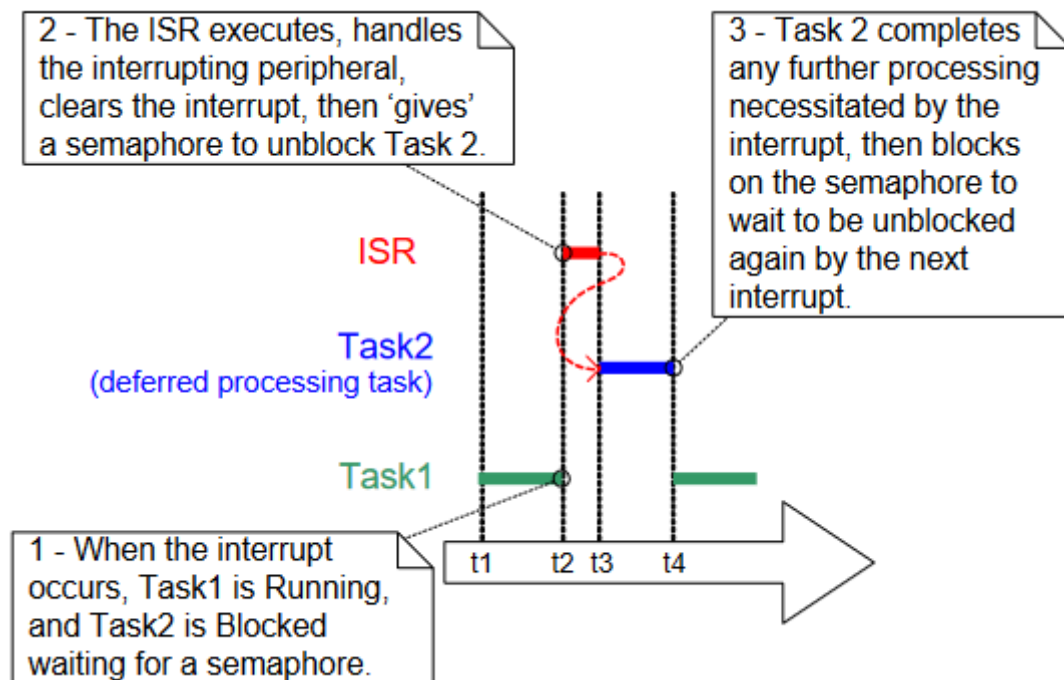 2 - The ISR executes, handles
the interrupting peripheral,
clears the interrupt, then ‘gives’
a semaphore to unblock Task 2.
3 - Task 2 completes
any further processing
necessitated by the
interrupt, then blocks
on the semaphore to
wait to be unblocked
again by the next
interrupt.
ISR
Task2
(deferred processing task)
Task1
t1 t2 t3 t4
1 - When the interrupt
occurs, Task1 is Running,
and Task2 is Blocked
waiting for a semaphore.